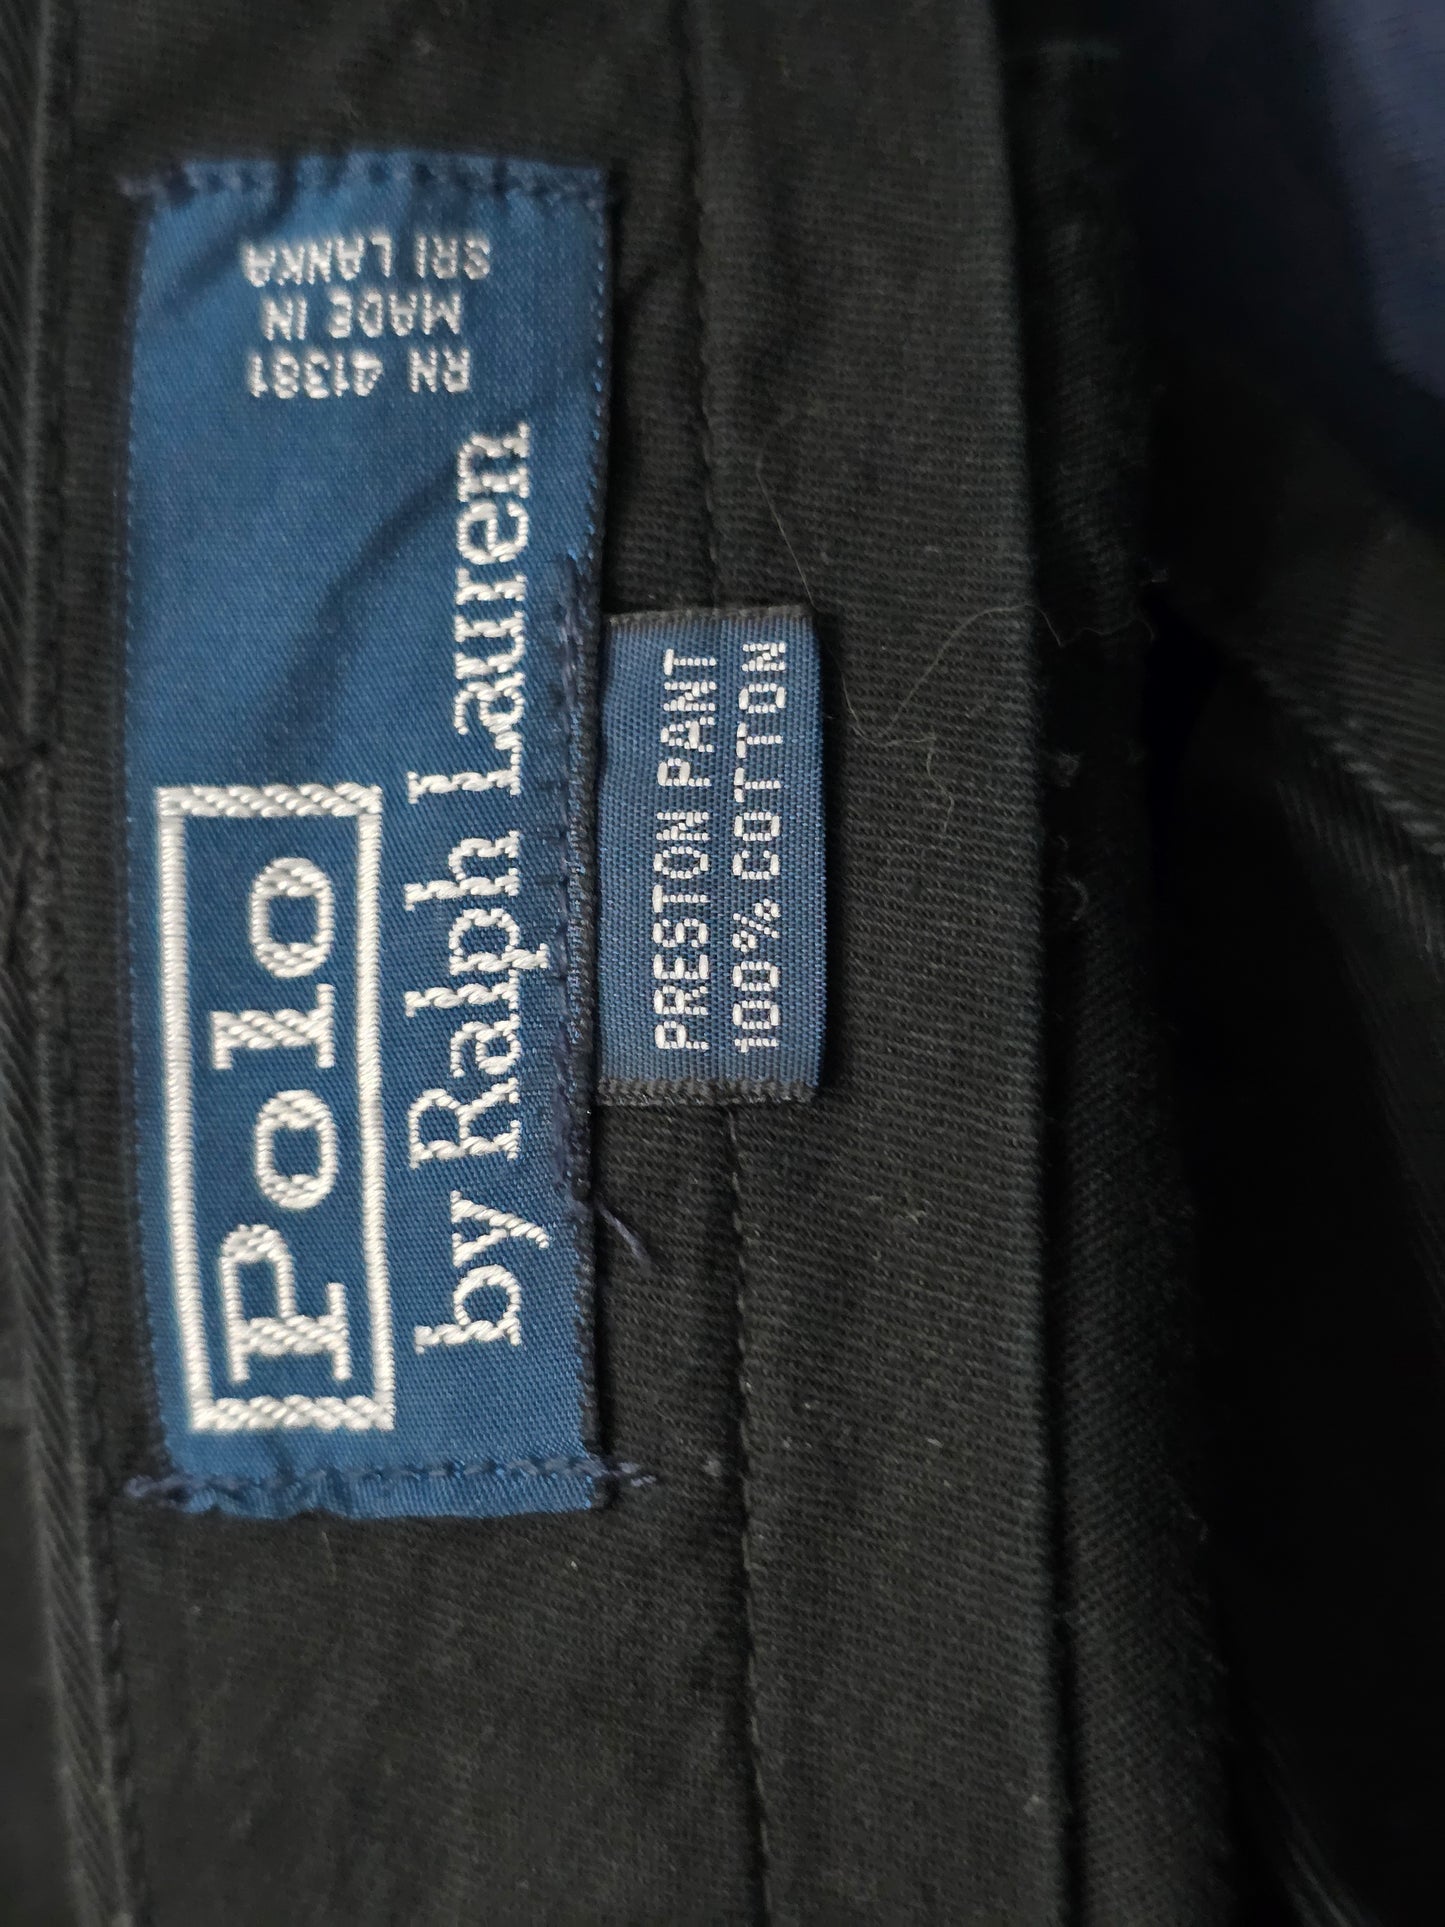 Polo
by Ralph Lauren
RN 41381
MADE IN
SRI LANKA
PRESTON PANT
100% COTTON